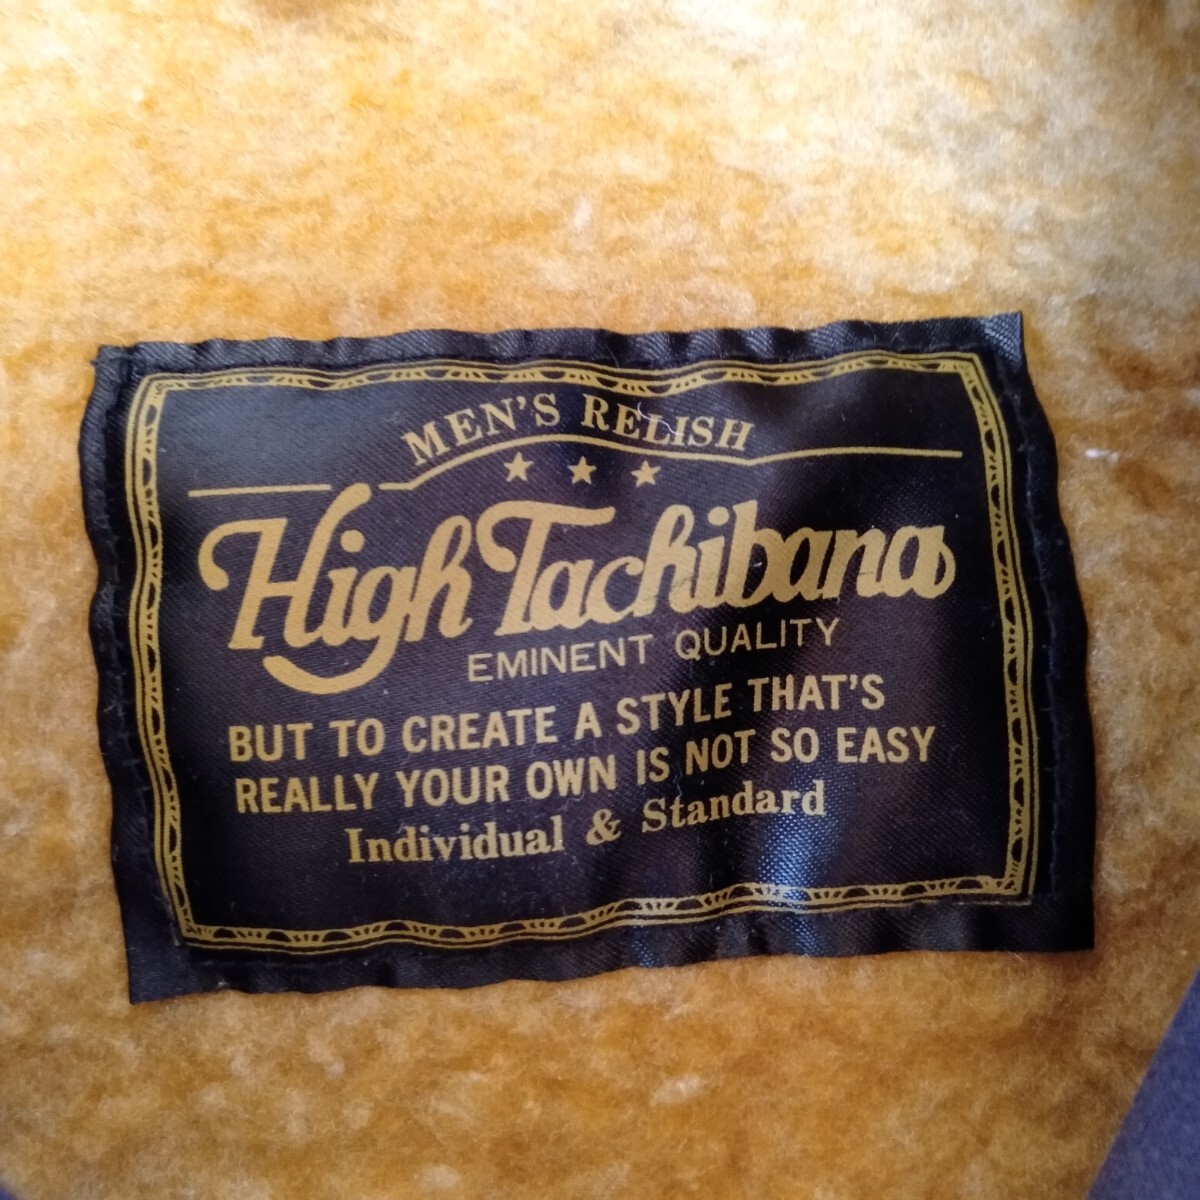 MEN'S RELISH
High Tachibana
EMINENT QUALITY
BUT TO CREATE A STYLE THAT'S
REALLY YOUR OWN IS NOT SO EASY
Individual & Standard